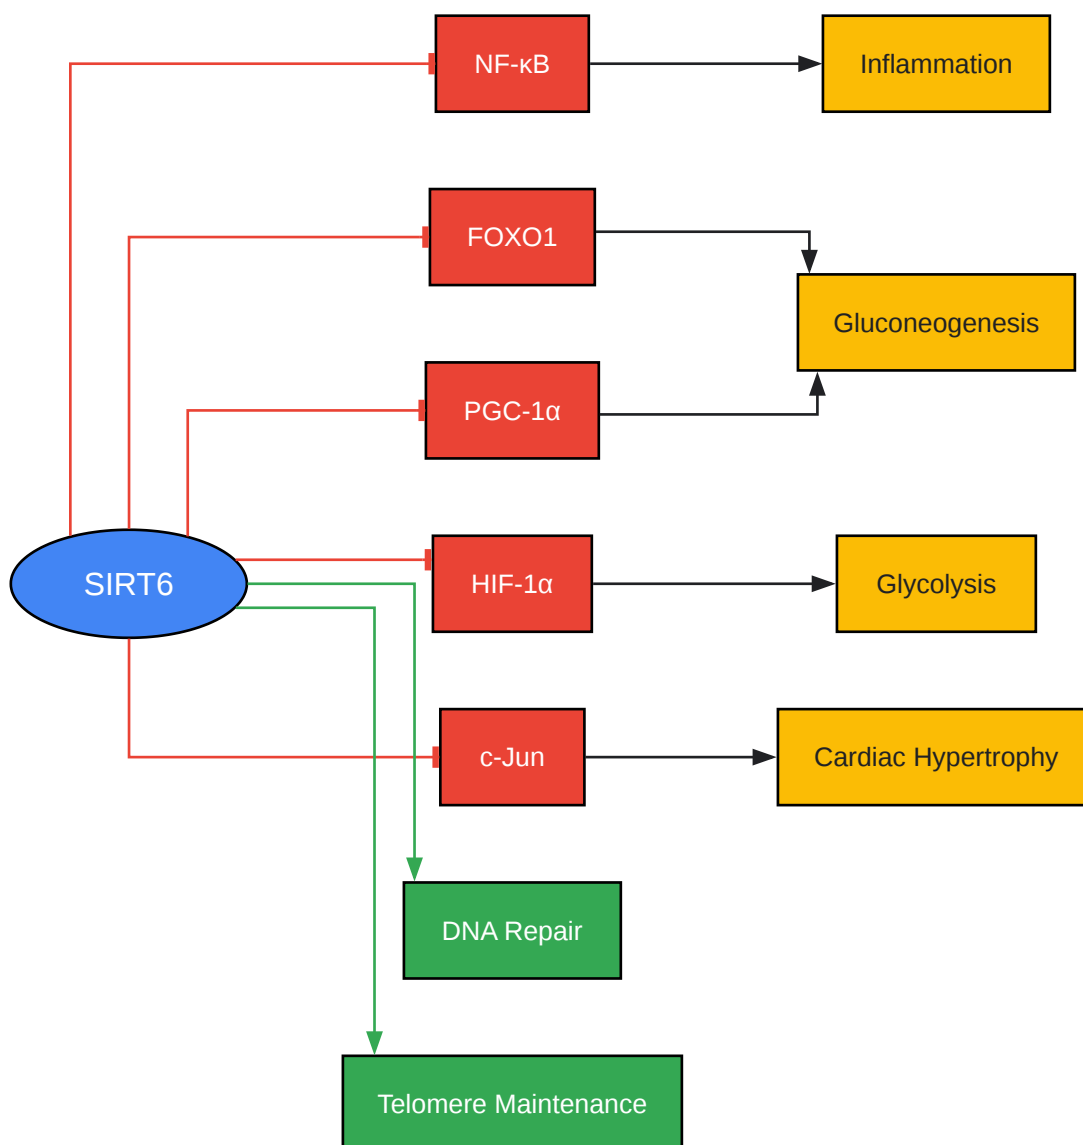 NF-κB
Inflammation
FOXO1
Gluconeogenesis
PGC-1α
SIRT6
HIF-1α
Glycolysis
c-Jun
Cardiac Hypertrophy
DNA Repair
Telomere Maintenance